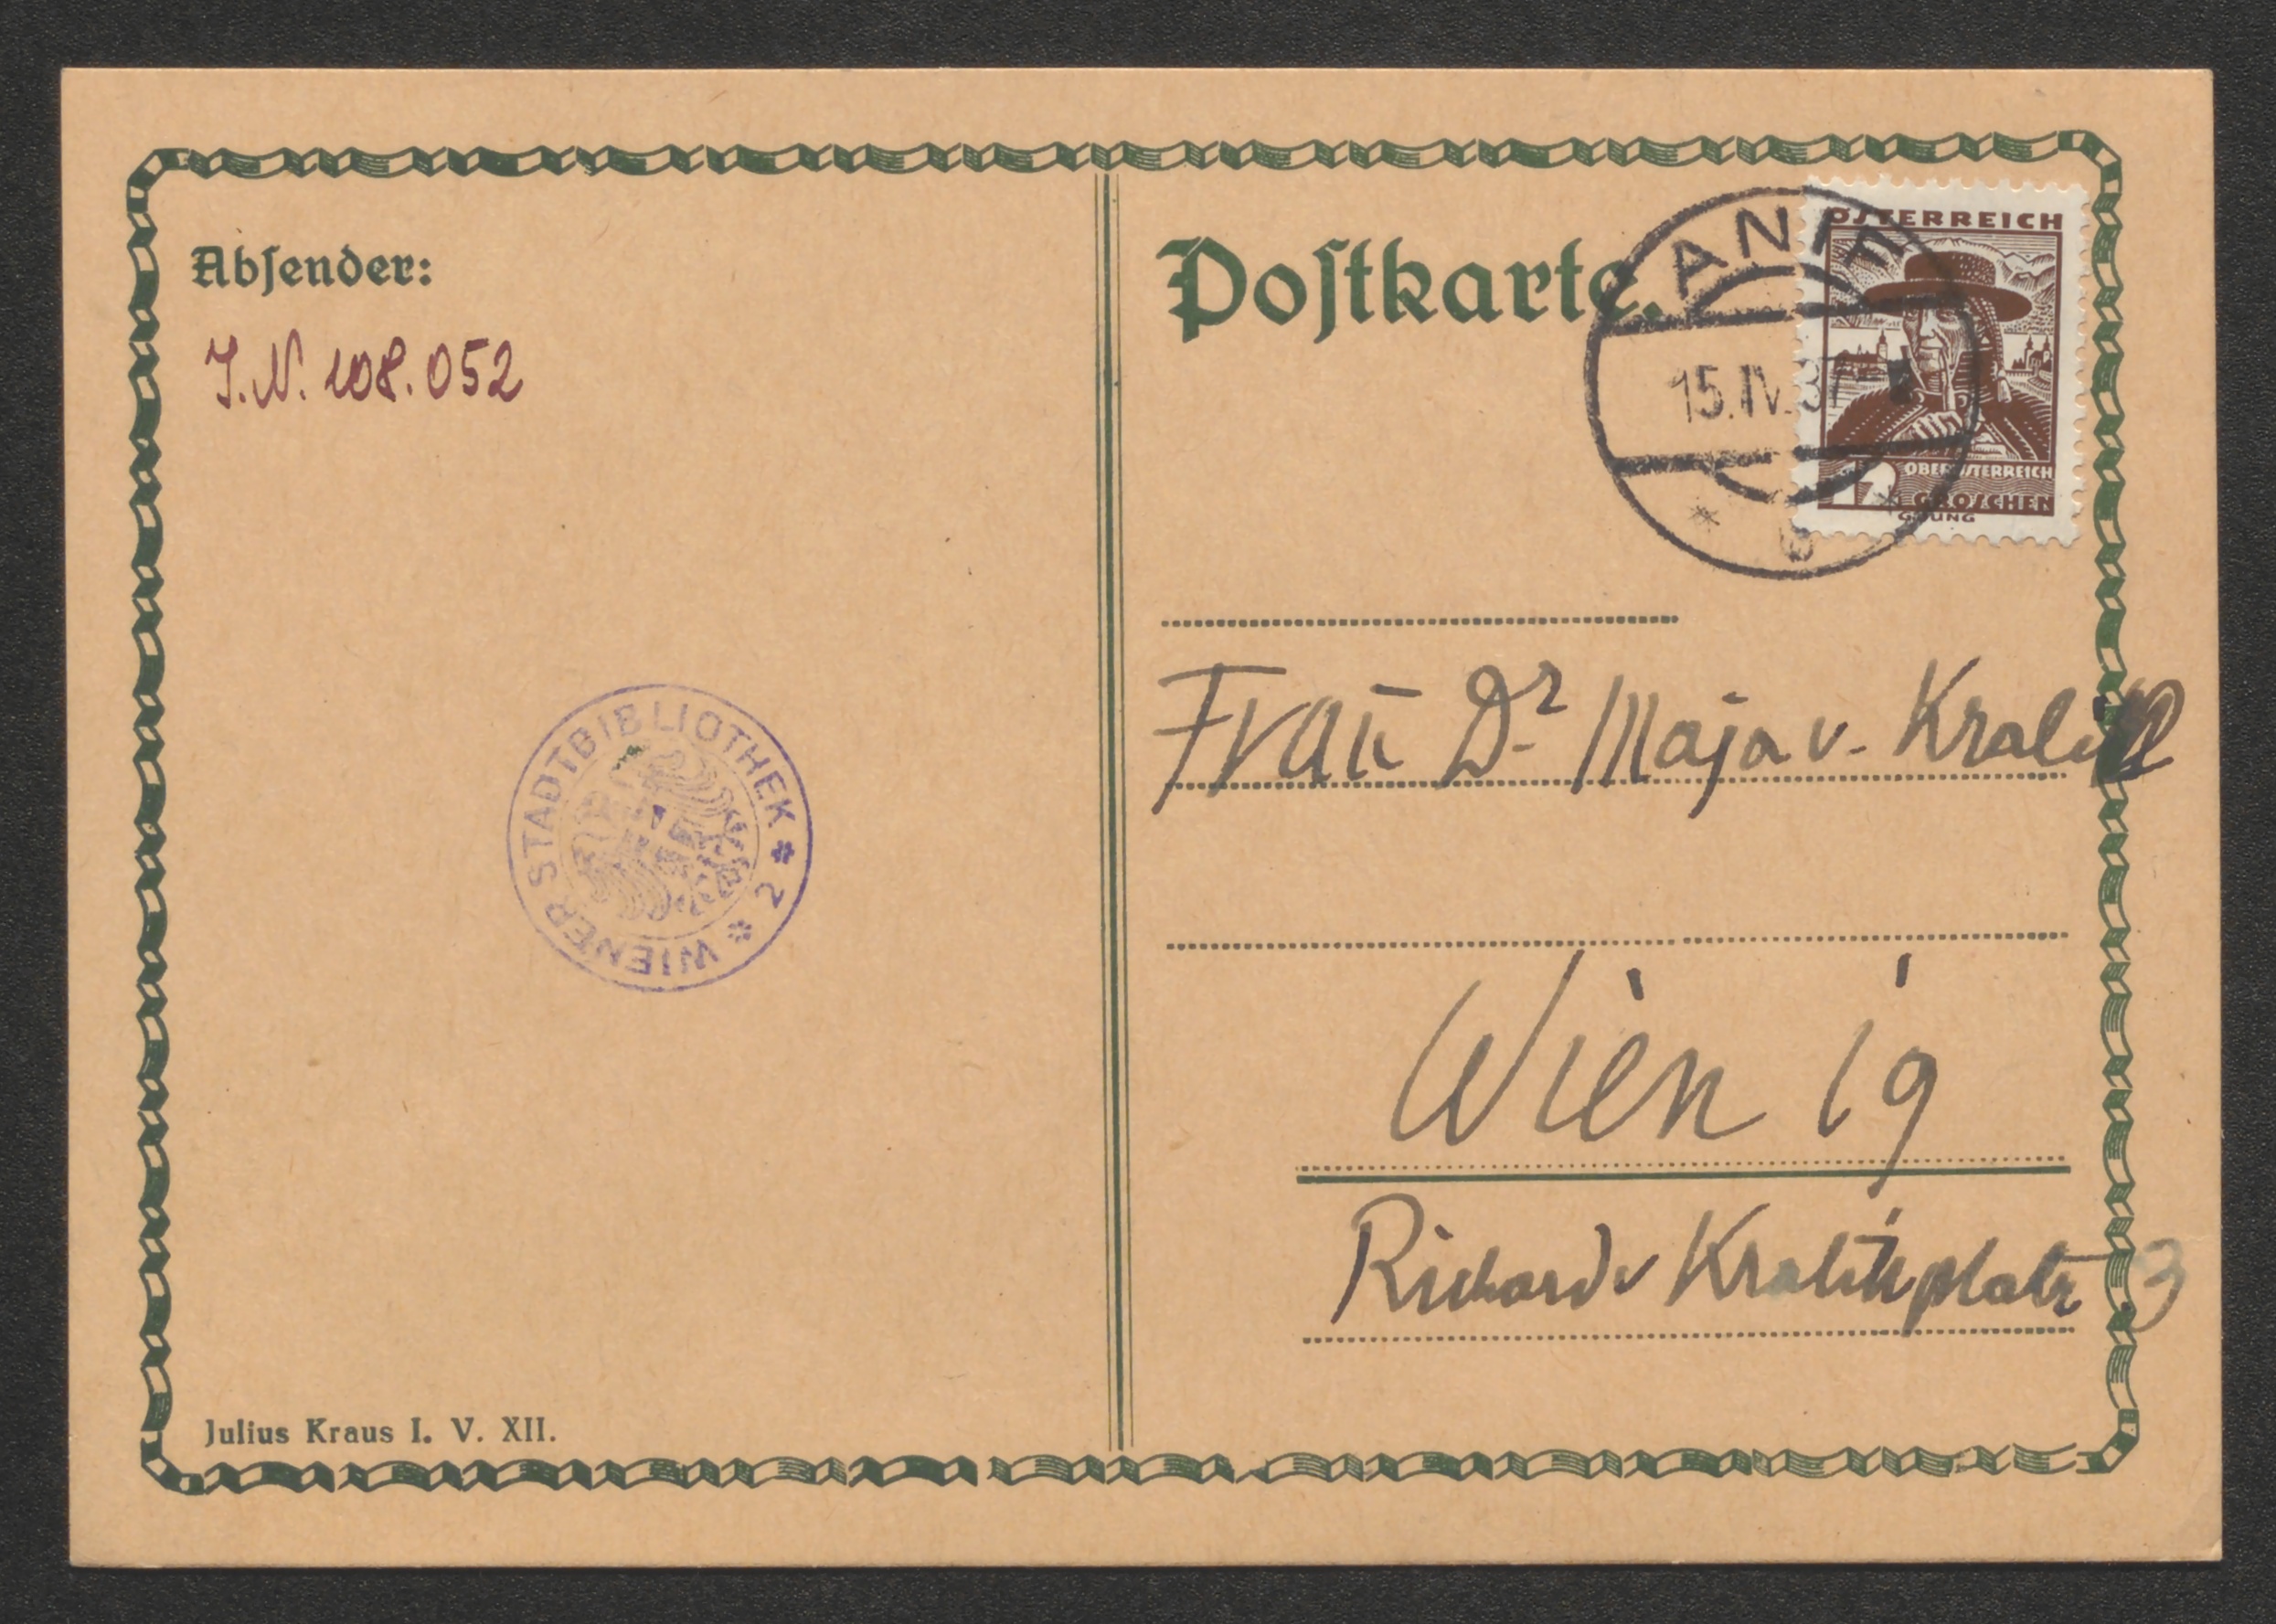 Absender:
J.N. 108.052
WIENER STADTBIBLIOTHEK * 2 *
Julius Kraus I. V. XII.
Postkarte.
ANIF
15.IV.37
b
ÖSTERREICH
OBERÖSTERREICH
12 GROSCHEN
Frau Dr Maja v. Kralik
Wien 19
Richard v Kralikplatz 3